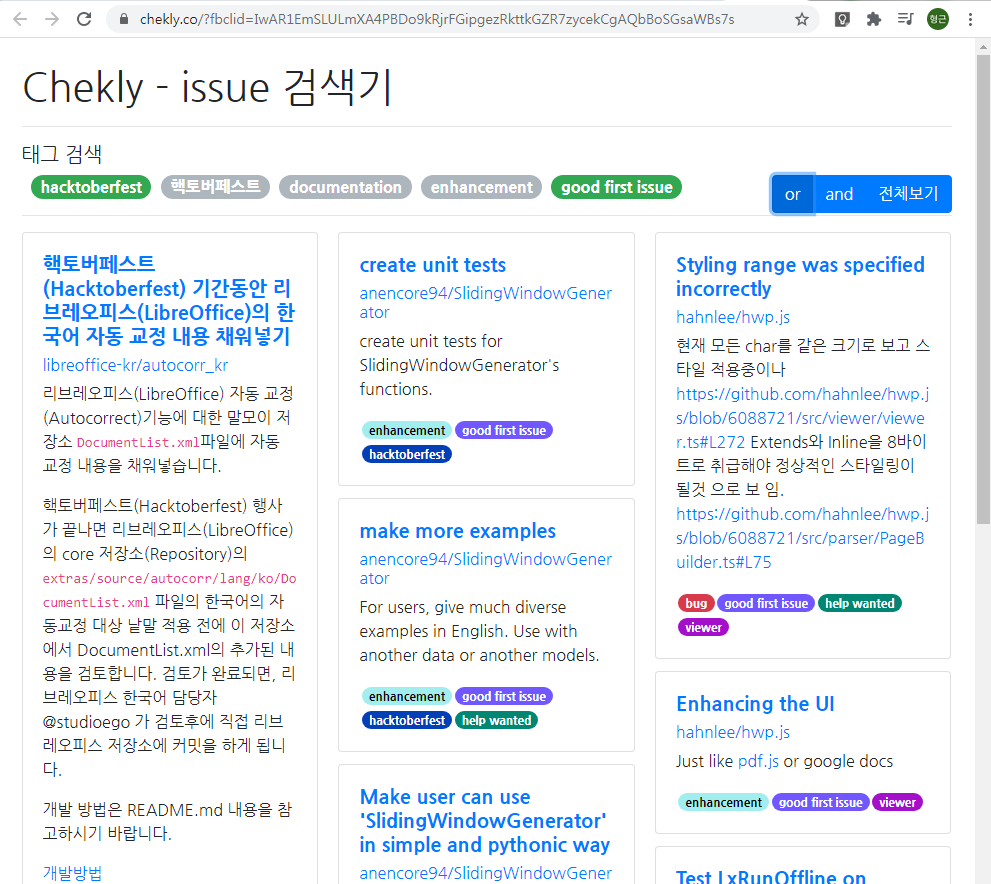 chekly.co/?fbclid=IwAR1EmSLULmXA4PBDo9kRjrFGipgezRkttkGZR7zycekCgAQbBoSGsaWBs7s
형근
Chekly - issue 검색기
태그 검색
hacktoberfest 핵토버페스트 documentation enhancement good first issue
or and 전체보기
핵토버페스트
(Hacktoberfest) 기간동안 리
브레오피스(LibreOffice)의 한
국어 자동 교정 내용 채워넣기
libreoffice-kr/autocorr_kr
리브레오피스(LibreOffice) 자동 교정
(Autocorrect)기능에 대한 말모이 저
장소 DocumentList.xml파일에 자동
교정 내용을 채워넣습니다.
핵토버페스트(Hacktoberfest) 행사
가 끝나면 리브레오피스(LibreOffice)
의 core 저장소(Repository)의
extras/source/autocorr/lang/ko/Do
cumentList.xml 파일의 한국어의 자
동교정 대상 낱말 적용 전에 이 저장소
에서 DocumentList.xml의 추가된 내
용을 검토합니다. 검토가 완료되면, 리
브레오피스 한국어 담당자
@studioego 가 검토후에 직접 리브
레오피스 저장소에 커밋을 하게 됩니
다.
개발 방법은 README.md 내용을 참
고하시기 바랍니다.
개발방법
create unit tests
anencore94/SlidingWindowGener
ator
create unit tests for
SlidingWindowGenerator's
functions.
enhancement good first issue
hacktoberfest
make more examples
anencore94/SlidingWindowGener
ator
For users, give much diverse
examples in English. Use with
another data or another models.
enhancement good first issue
hacktoberfest help wanted
Make user can use
'SlidingWindowGenerator'
in simple and pythonic way
anencore94/SlidingWindowGener
Styling range was specified
incorrectly
hahnlee/hwp.js
현재 모든 char를 같은 크기로 보고 스
타일 적용중이나
https://github.com/hahnlee/hwp.j
s/blob/6088721/src/viewer/viewe
r.ts#L272 Extends와 Inline을 8바이
트로 취급해야 정상적인 스타일링이
될것 으로 보 임.
https://github.com/hahnlee/hwp.j
s/blob/6088721/src/parser/PageB
uilder.ts#L75
bug good first issue help wanted
viewer
Enhancing the UI
hahnlee/hwp.js
Just like pdf.js or google docs
enhancement good first issue viewer
Test LxRunOffline on